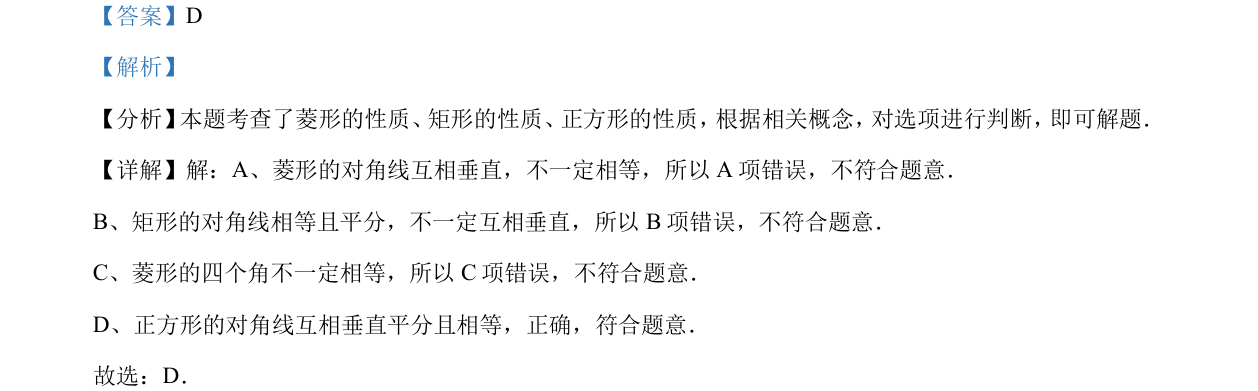 【答案】D
【解析】
【分析】本题考查了菱形的性质、矩形的性质、正方形的性质，根据相关概念，对选项进行判断，即可解题．
【详解】解：A、菱形的对角线互相垂直，不一定相等，所以 A 项错误，不符合题意．
B、矩形的对角线相等且平分，不一定互相垂直，所以 B 项错误，不符合题意．
C、菱形的四个角不一定相等，所以 C 项错误，不符合题意．
D、正方形的对角线互相垂直平分且相等，正确，符合题意．
故选：D．